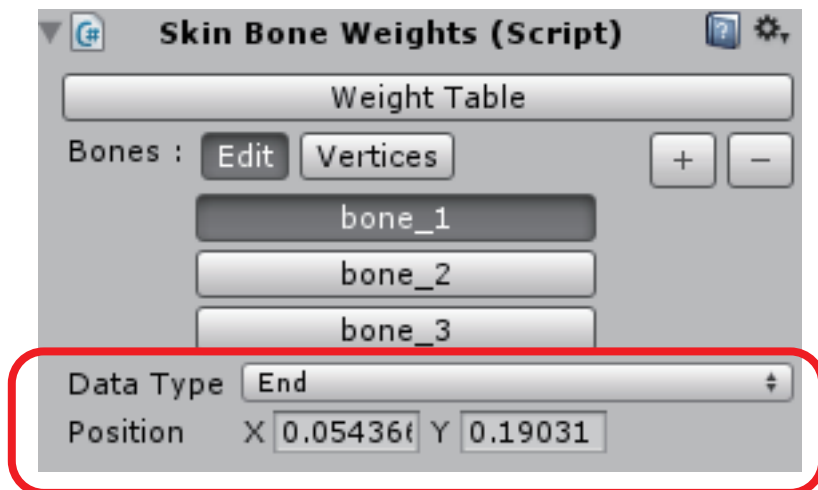 Skin Bone Weights (Script)
Weight Table
Bones : Edit Vertices + −
bone_1
bone_2
bone_3
Data Type End
Position X Y 0.19031